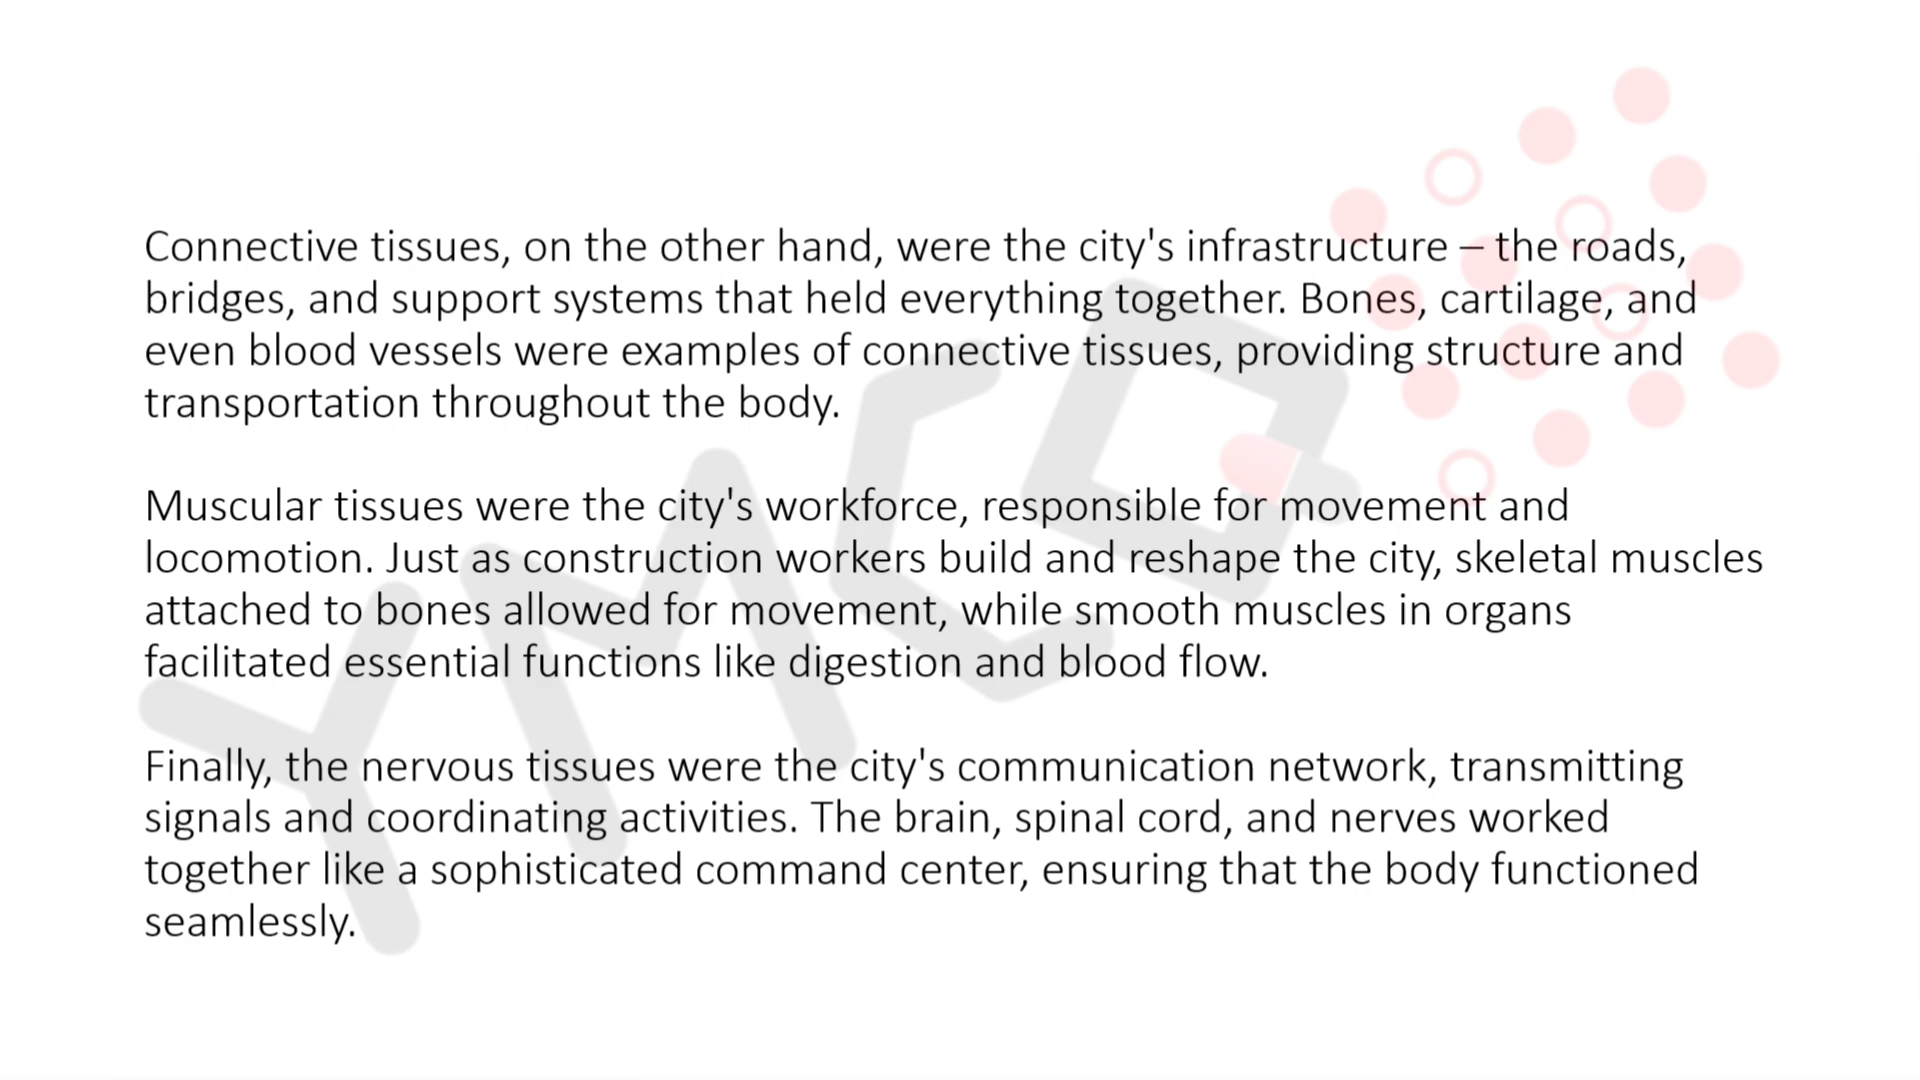 Connective tissues, on the other hand, were the city's infrastructure – the roads,
bridges, and support systems that held everything together. Bones, cartilage, and
even blood vessels were examples of connective tissues, providing structure and
transportation throughout the body.
Muscular tissues were the city's workforce, responsible for movement and
locomotion. Just as construction workers build and reshape the city, skeletal muscles
attached to bones allowed for movement, while smooth muscles in organs
facilitated essential functions like digestion and blood flow.
Finally, the nervous tissues were the city's communication network, transmitting
signals and coordinating activities. The brain, spinal cord, and nerves worked
together like a sophisticated command center, ensuring that the body functioned
seamlessly.
YMCQ